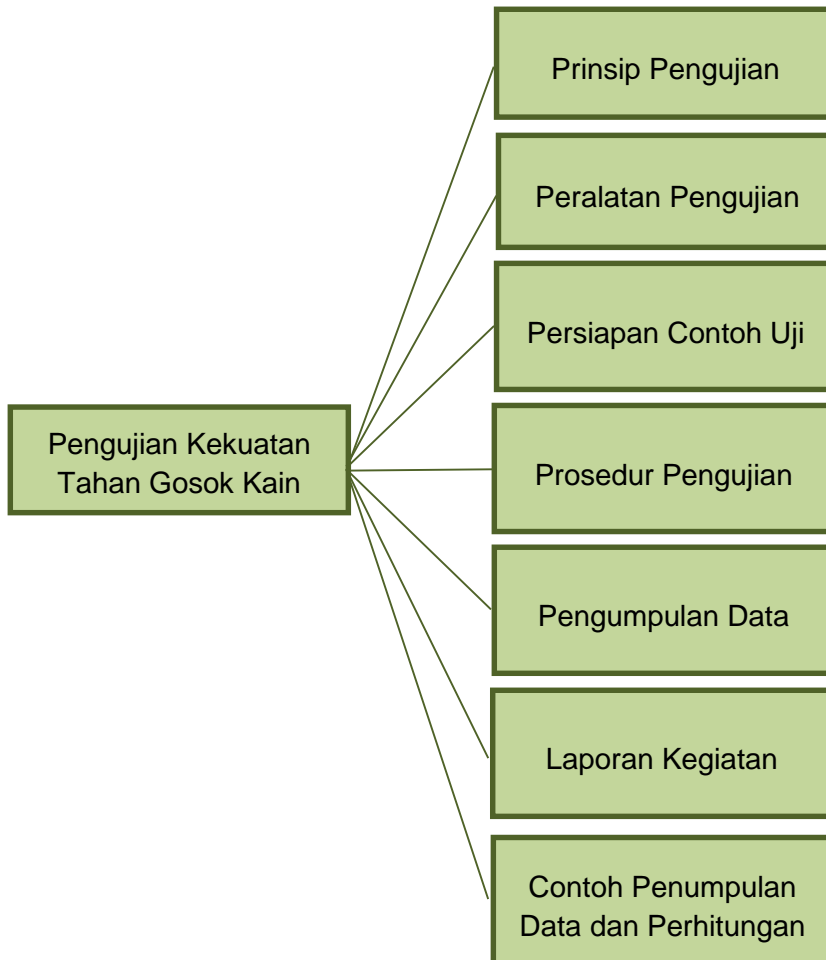 Prinsip Pengujian
Peralatan Pengujian
Persiapan Contoh Uji
Pengujian Kekuatan
Tahan Gosok Kain
Prosedur Pengujian
Pengumpulan Data
Laporan Kegiatan
Contoh Penumpulan
Data dan Perhitungan